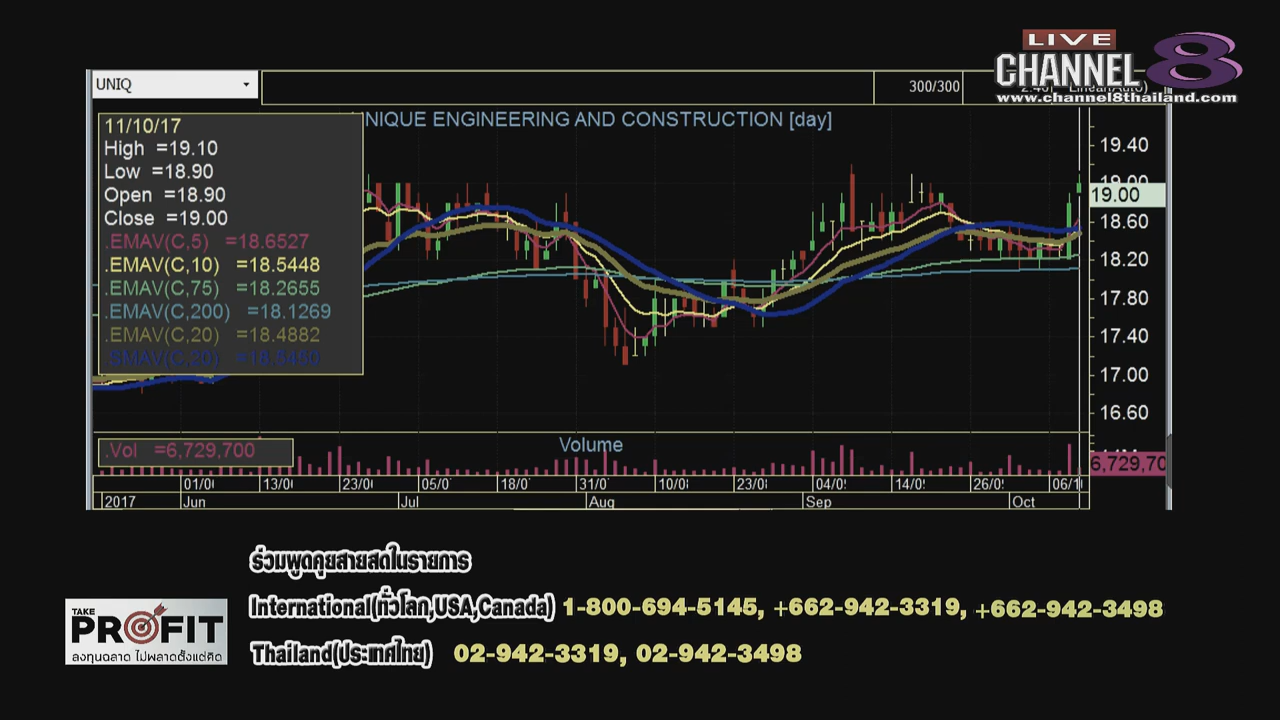 LIVE
CHANNEL 8
www.channel8thailand.com
UNIQ
300/300
11/10/17
High =19.10
Low =18.90
Open =18.90
Close =19.00
.EMAV(C,5) =18.6527
.EMAV(C,10) =18.5448
.EMAV(C,75) =18.2655
.EMAV(C,200) =18.1269
.EMAV(C,20) =18.4882
.SMAV(C,20) =18.5450
NIQUE ENGINEERING AND CONSTRUCTION [day]
19.40
19.00
19.00
18.60
18.20
17.80
17.40
17.00
16.60
.Vol =6,729,700
Volume
6,729,70
01/0 13/0 23/0 05/0 18/0 31/0 10/0 23/0 04/0 14/0 26/0 06/1
2017 Jun Jul Aug Sep Oct
ร่วมพูดคุยสายสดในรายการ
International(ทั่วโลก,USA,Canada) 1-800-694-5145, +662-942-3319, +662-942-3498
Thailand(ประเทศไทย) 02-942-3319, 02-942-3498
TAKE
PROFIT
ลงทุนฉลาด ไม่พลาดตั้งแต่คิด